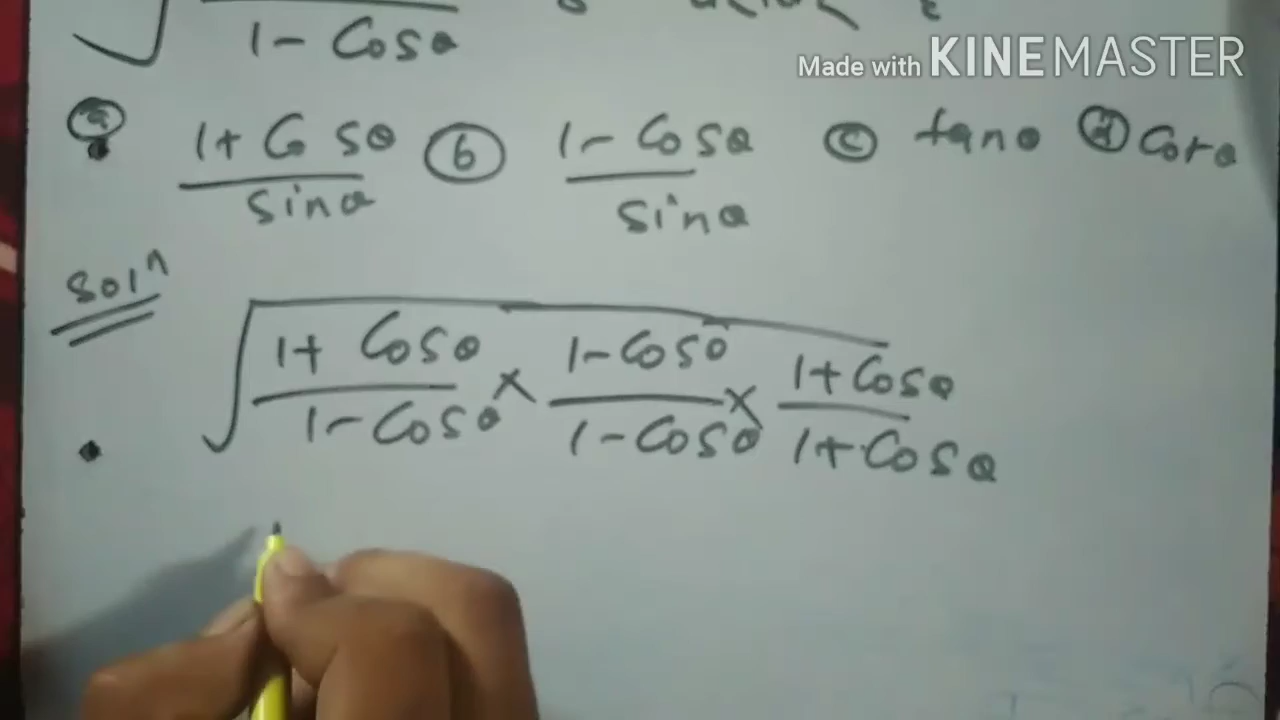 1 - Cosθ
Made with KINEMASTER
ⓐ 1 + Cosθ / sinθ ⓑ 1 - Cosθ / sinθ ⓒ tanθ ⓓ Cotθ
Solⁿ
√ 1 + Cosθ / 1 - Cosθ × 1 - Cosθ / 1 - Cosθ × 1 + Cosθ / 1 + Cosθ